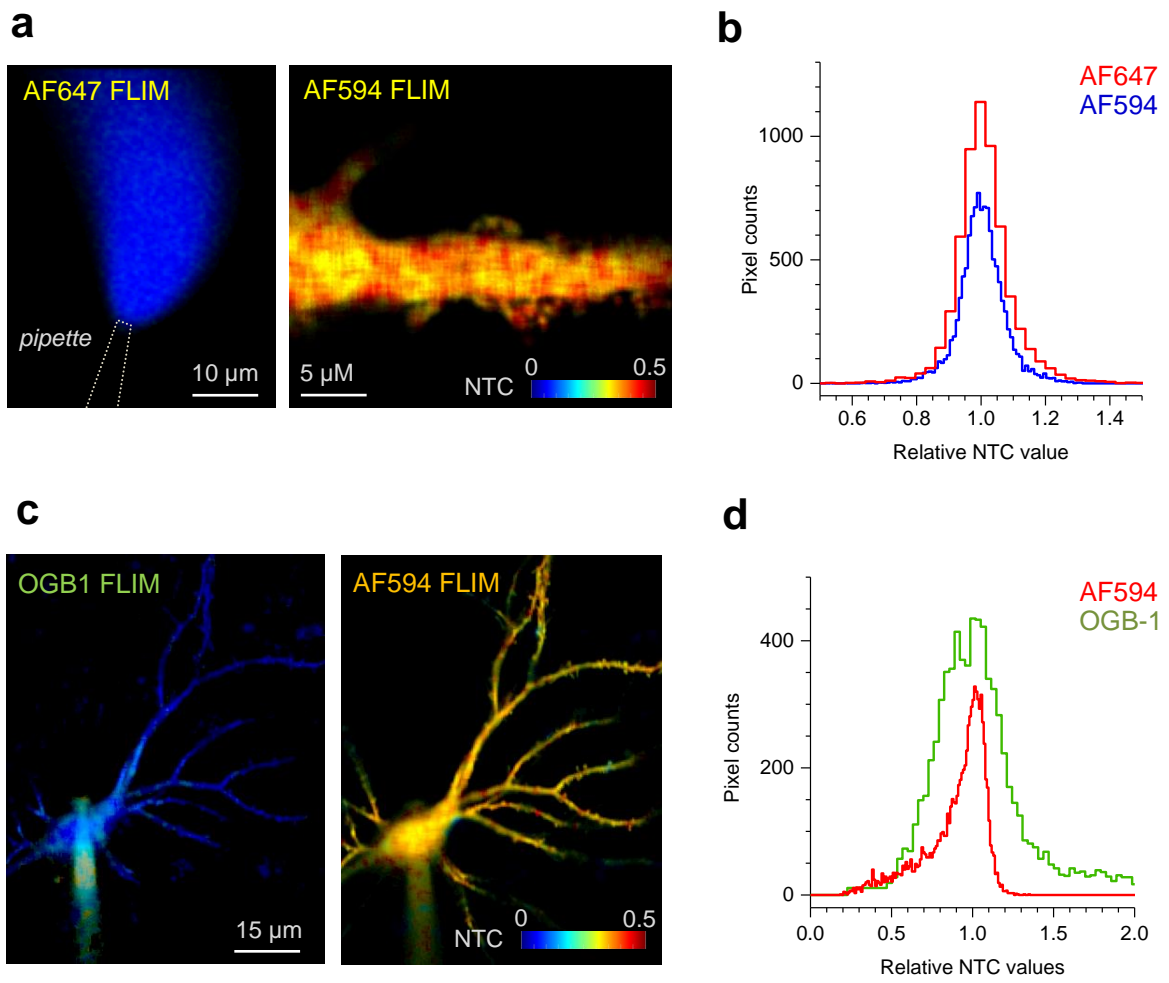 a
AF647 FLIM
pipette
10 µm
AF594 FLIM
5 µM
NTC
0
0.5
b
AF647
AF594
Pixel counts
1000
500
0
0.6
0.8
1.0
1.2
1.4
Relative NTC value
c
OGB1 FLIM
15 µm
AF594 FLIM
NTC
0
0.5
d
AF594
OGB-1
Pixel counts
400
200
0
0.0
0.5
1.0
1.5
2.0
Relative NTC values